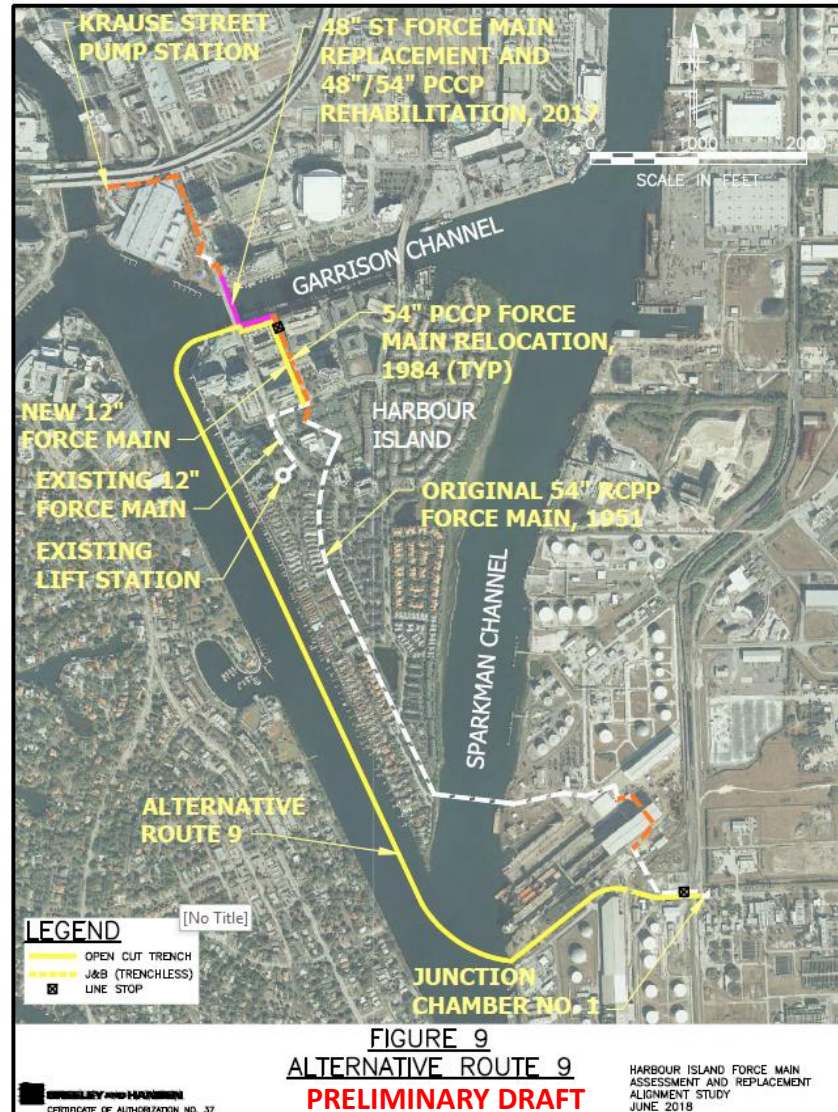 KRAUSE STREET
PUMP STATION
48" ST FORCE MAIN
REPLACEMENT AND
48"/54" PCCP
REHABILITATION, 2017
0 1000 2000
SCALE IN FEET
GARRISON CHANNEL
54" PCCP FORCE
MAIN RELOCATION,
1984 (TYP)
NEW 12"
FORCE MAIN
HARBOUR
ISLAND
EXISTING 12"
FORCE MAIN
ORIGINAL 54" RCPP
FORCE MAIN, 1951
EXISTING
LIFT STATION
SPARKMAN CHANNEL
ALTERNATIVE
ROUTE 9
[No Title]
LEGEND
OPEN CUT TRENCH
J&B (TRENCHLESS)
LINE STOP
JUNCTION
CHAMBER NO. 1
FIGURE 9
ALTERNATIVE ROUTE 9
PRELIMINARY DRAFT
GREELEY AND HANSEN
CERTIFICATE OF AUTHORIZATION NO. 37
HARBOUR ISLAND FORCE MAIN
ASSESSMENT AND REPLACEMENT
ALIGNMENT STUDY
JUNE 2018